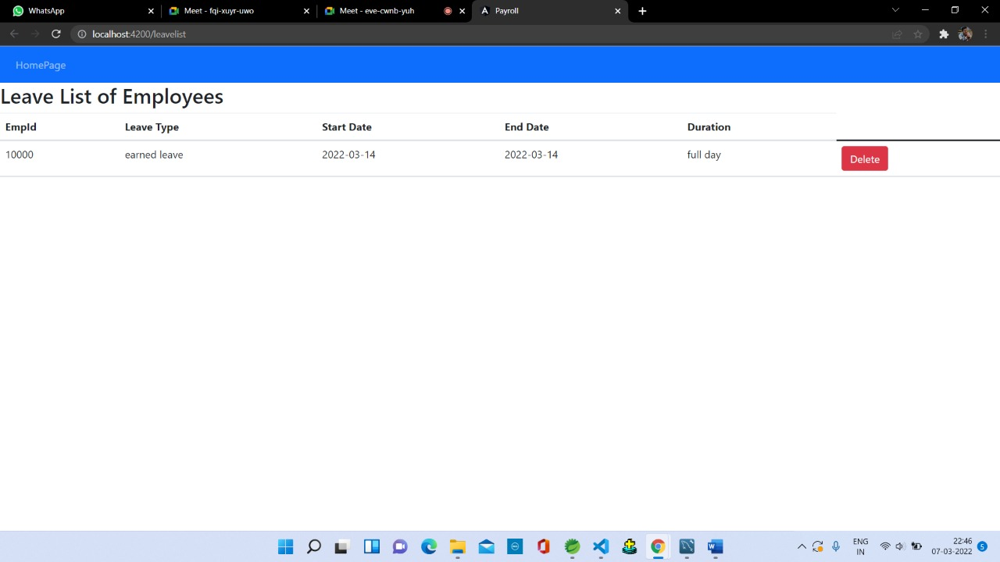 WhatsApp Meet - fqi-xuyr-uwo Meet - eve-cwnb-yuh Payroll
localhost:4200/leavelist
HomePage
Leave List of Employees
EmpId Leave Type Start Date End Date Duration
10000 earned leave 2022-03-14 2022-03-14 full day Delete
ENG 22:46
IN 07-03-2022 5